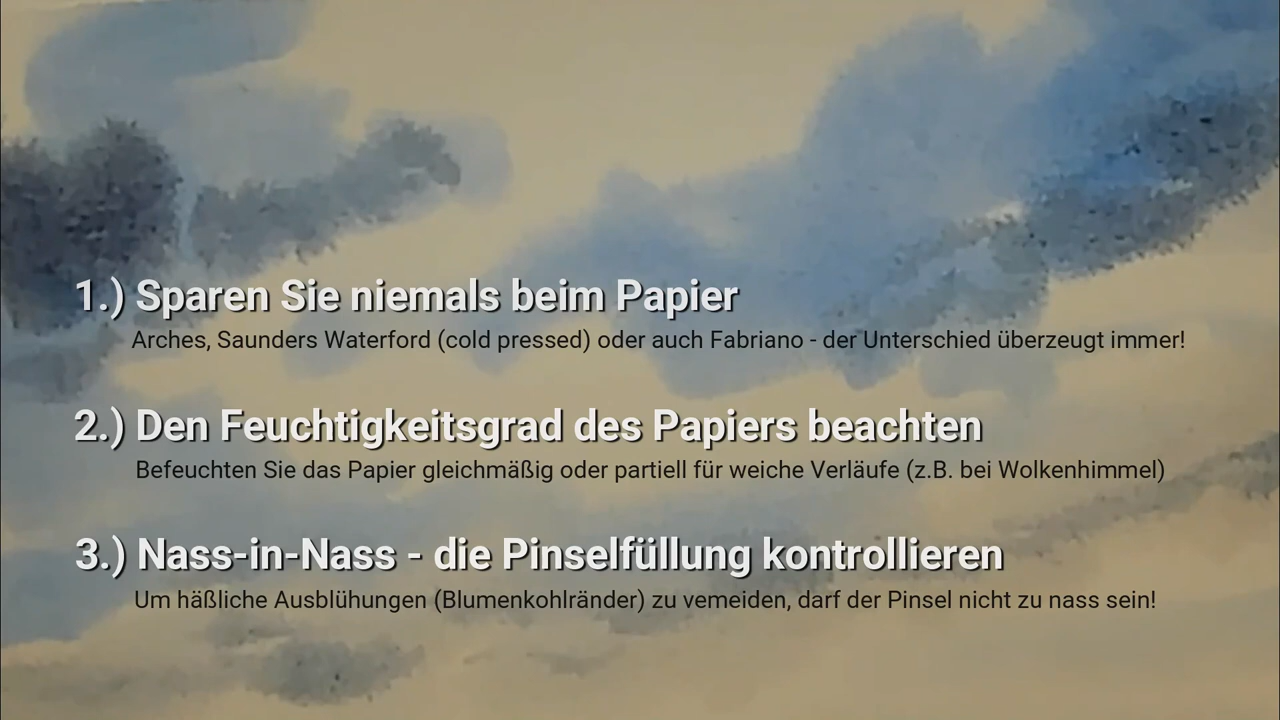 1.) Sparen Sie niemals beim Papier
Arches, Saunders Waterford (cold pressed) oder auch Fabriano - der Unterschied überzeugt immer!
2.) Den Feuchtigkeitsgrad des Papiers beachten
Befeuchten Sie das Papier gleichmäßig oder partiell für weiche Verläufe (z.B. bei Wolkenhimmel)
3.) Nass-in-Nass - die Pinselfüllung kontrollieren
Um häßliche Ausblühungen (Blumenkohlränder) zu vemeiden, darf der Pinsel nicht zu nass sein!